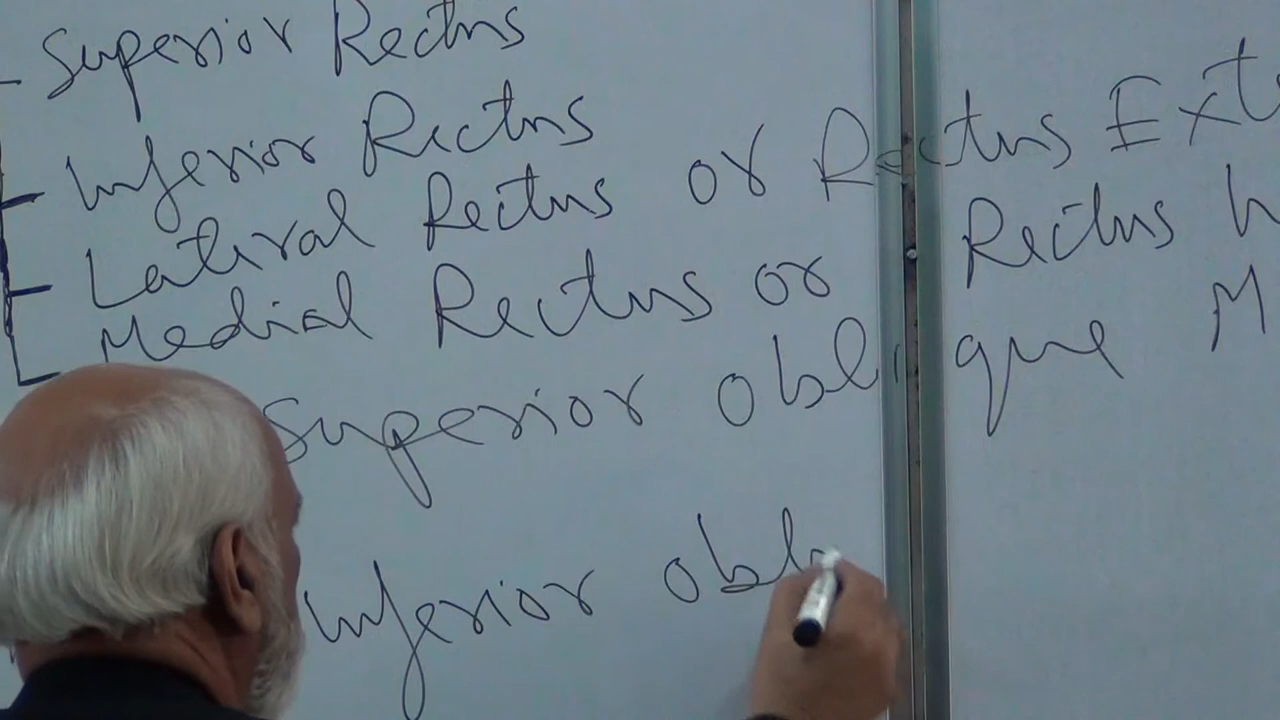 Superior Rectus
Inferior Rectus
Lateral Rectus or Rectus Ext
Medial Rectus or Rectus
Superior Oblique M
Inferior obl